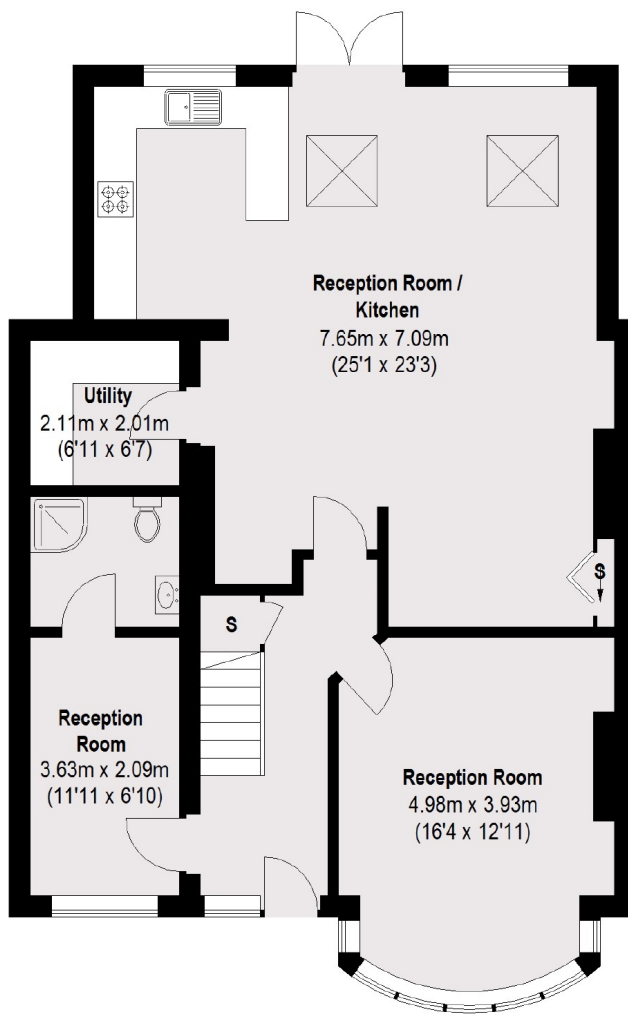 Reception Room /
Kitchen
7.65m x 7.09m
(25'1 x 23'3)
Utility
2.11m x 2.01m
(6'11 x 6'7)
S
S
Reception
Room
3.63m x 2.09m
(11'11 x 6'10)
Reception Room
4.98m x 3.93m
(16'4 x 12'11)